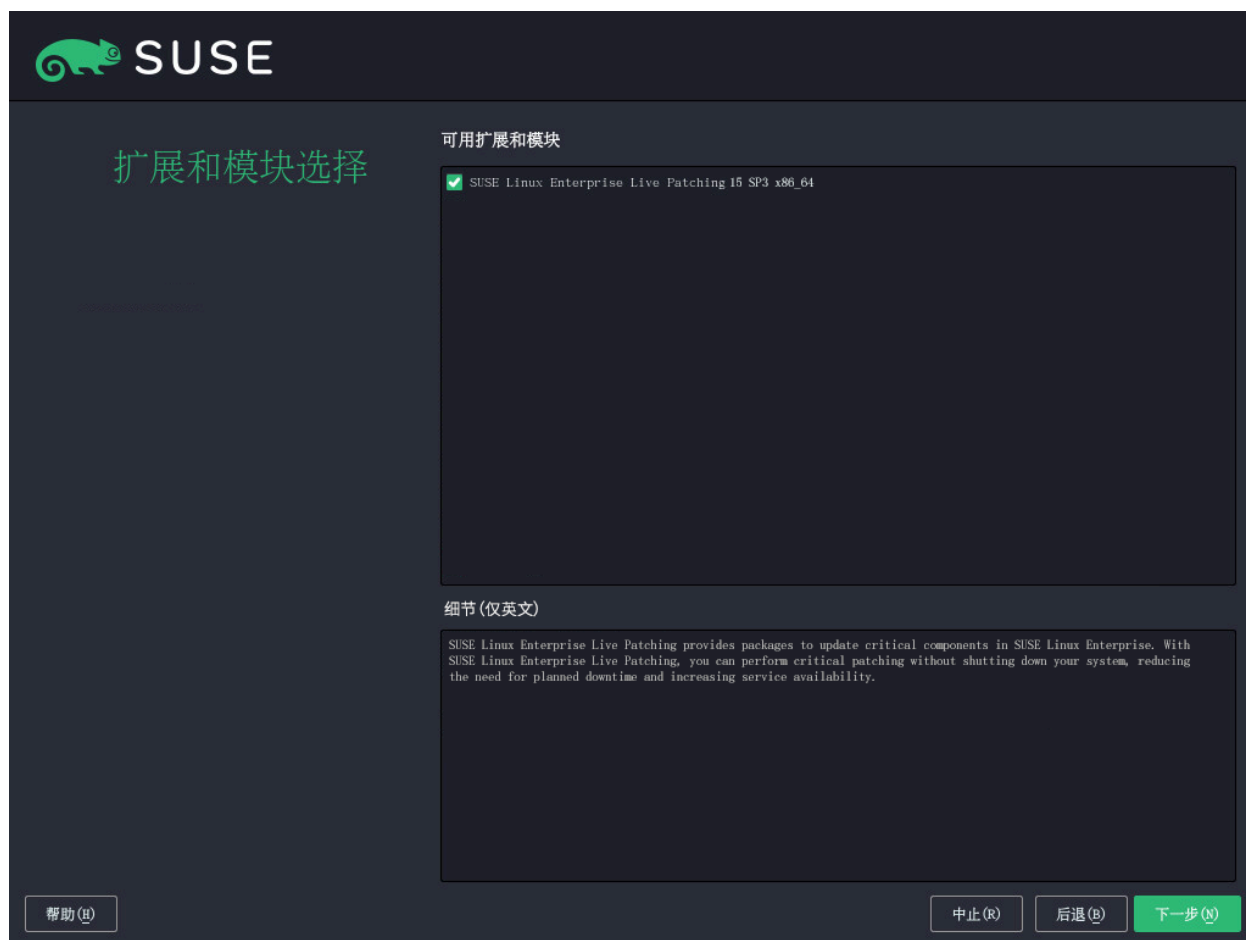 SUSE
扩展和模块选择
可用扩展和模块
SUSE Linux Enterprise Live Patching 15 SP3 x86_64
细节(仅英文)
SUSE Linux Enterprise Live Patching provides packages to update critical components in SUSE Linux Enterprise. With
SUSE Linux Enterprise Live Patching, you can perform critical patching without shutting down your system, reducing
the need for planned downtime and increasing service availability.
帮助(H) 中止(R) 后退(B) 下一步(N)